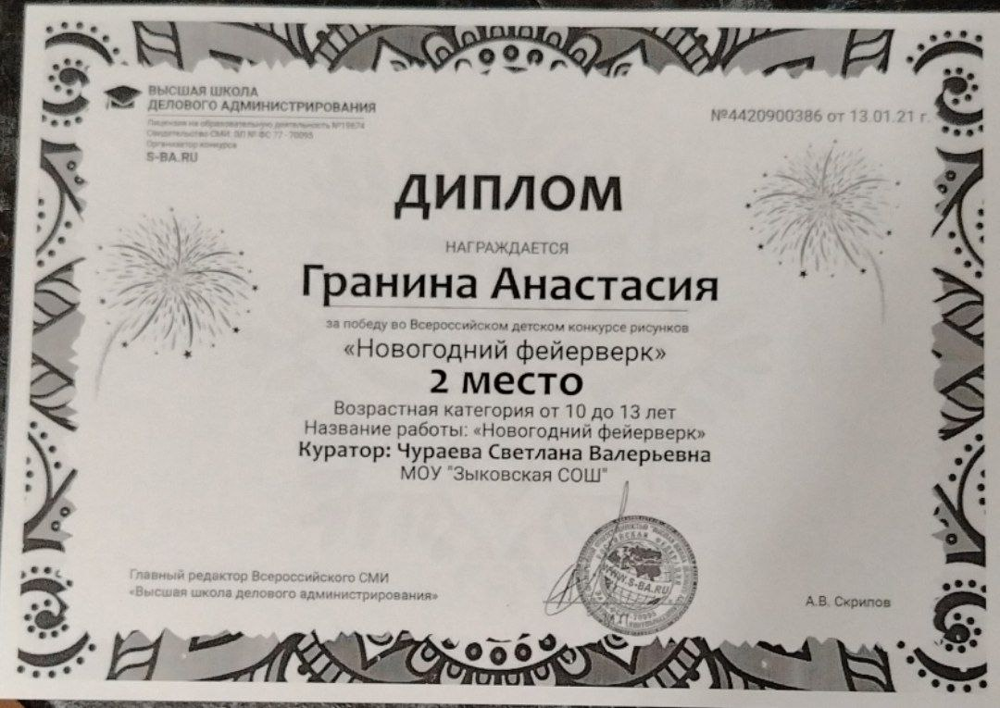 ВЫСШАЯ ШКОЛА
ДЕЛОВОГО АДМИНИСТРИРОВАНИЯ
Лицензия на образовательную деятельность №19674
Свидетельство СМИ: ЭЛ № ФС 77 - 70095
Организатор конкурса
S-BA.RU
№4420900386 от 13.01.21 г.
ДИПЛОМ
НАГРАЖДАЕТСЯ
Гранина Анастасия
за победу во Всероссийском детском конкурсе рисунков
«Новогодний фейерверк»
2 место
Возрастная категория от 10 до 13 лет
Название работы: «Новогодний фейерверк»
Куратор: Чураева Светлана Валерьевна
МОУ "Зыковская СОШ"
Главный редактор Всероссийского СМИ
«Высшая школа делового администрирования»
WWW.S-BA.RU
А.В. Скрипов